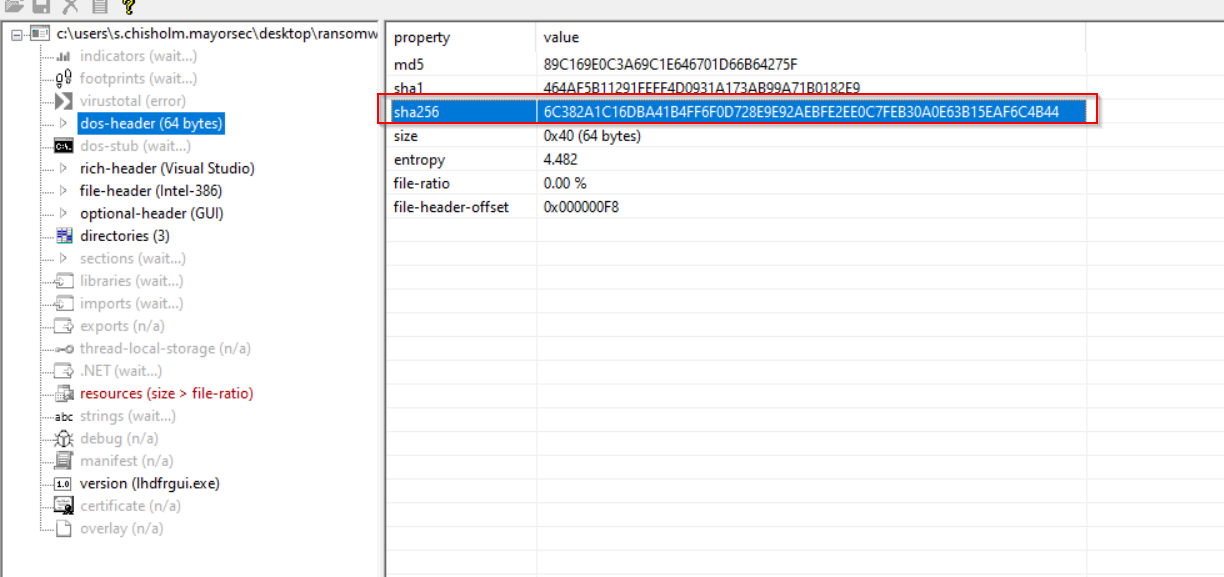 c:\users\s.chisholm.mayorsec\desktop\ransomw
indicators (wait...)
footprints (wait...)
virustotal (error)
dos-header (64 bytes)
dos-stub (wait...)
rich-header (Visual Studio)
file-header (Intel-386)
optional-header (GUI)
directories (3)
sections (wait...)
libraries (wait...)
imports (wait...)
exports (n/a)
thread-local-storage (n/a)
.NET (wait...)
resources (size > file-ratio)
abc strings (wait...)
debug (n/a)
manifest (n/a)
1.0 version (lhdfrgui.exe)
certificate (n/a)
overlay (n/a)
property value
md5 89C169E0C3A69C1E646701D66B64275F
sha1 464AF5B11291FEFF4D0931A173AB99A71B0182E9
sha256 6C382A1C16DBA41B4FF6F0D728E9E92AEBFE2EE0C7FEB30A0E63B15EAF6C4B44
size 0x40 (64 bytes)
entropy 4.482
file-ratio 0.00 %
file-header-offset 0x000000F8